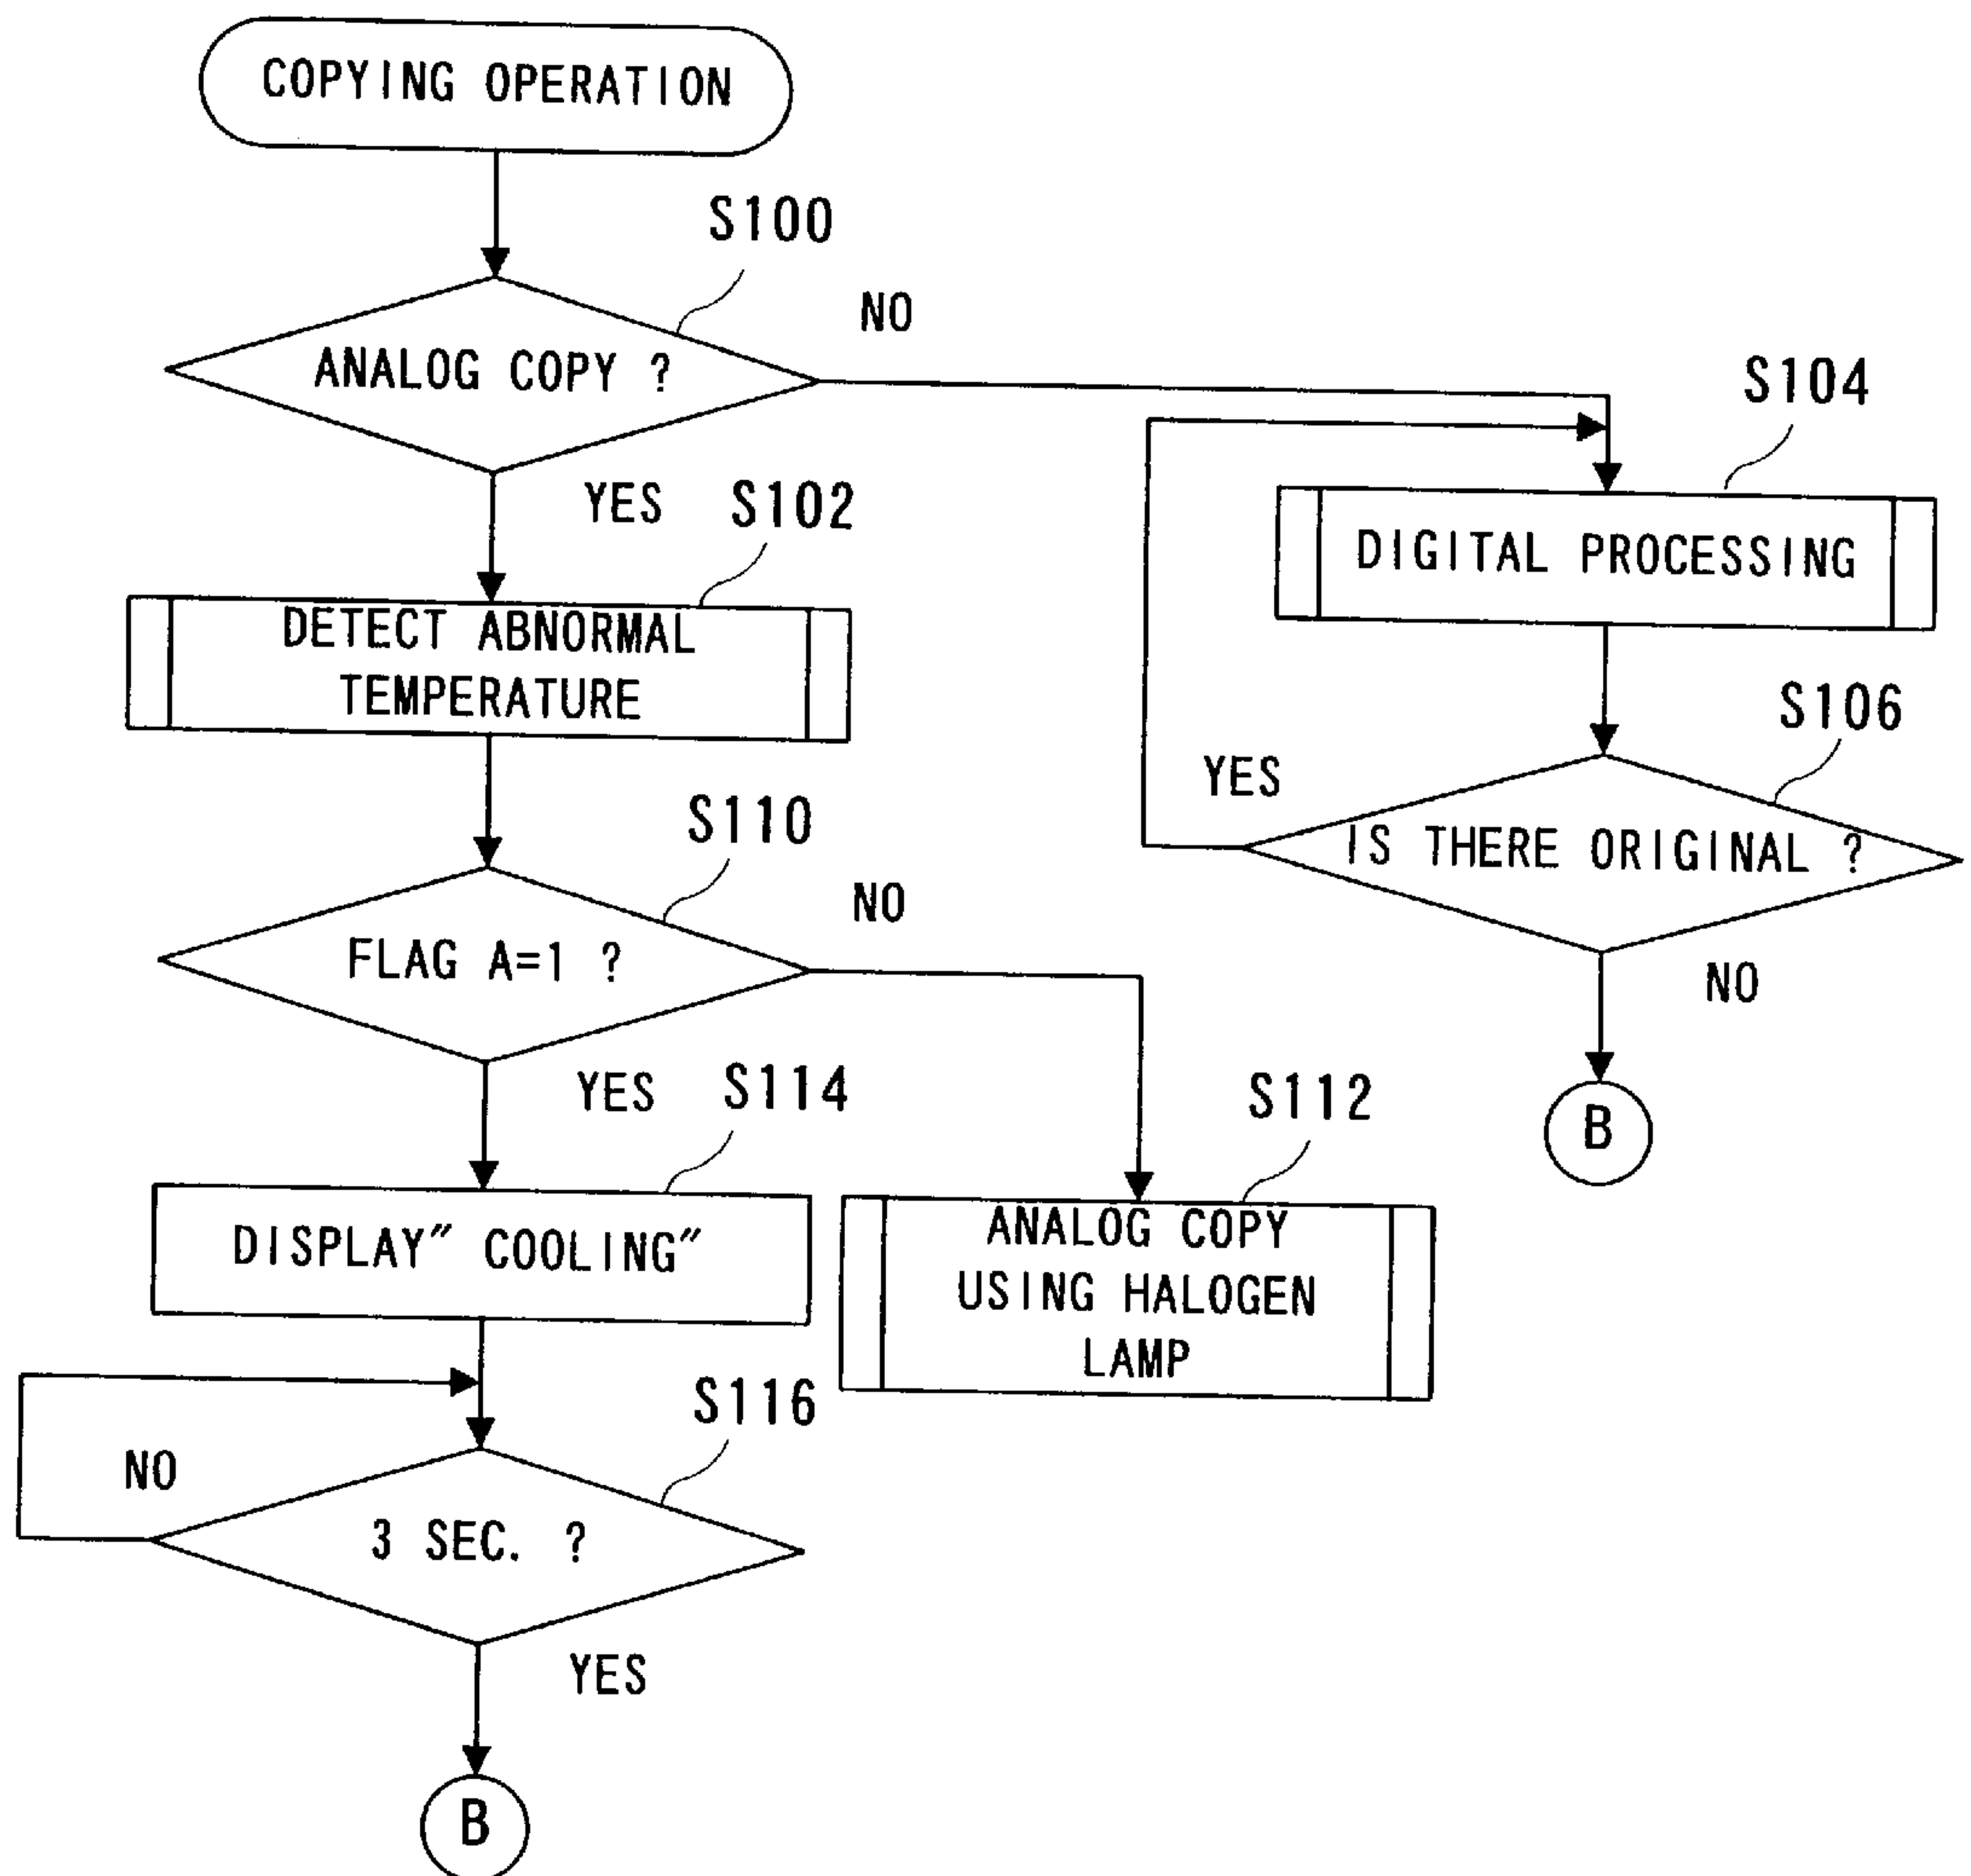 COPYING OPERATION
S100
ANALOG COPY ?
NO
YES
S102
DETECT ABNORMAL
TEMPERATURE
S104
DIGITAL PROCESSING
S106
IS THERE ORIGINAL ?
YES
NO
B
S110
FLAG A=1 ?
NO
YES
S112
ANALOG COPY
USING HALOGEN
LAMP
S114
DISPLAY" COOLING"
S116
3 SEC. ?
NO
YES
B